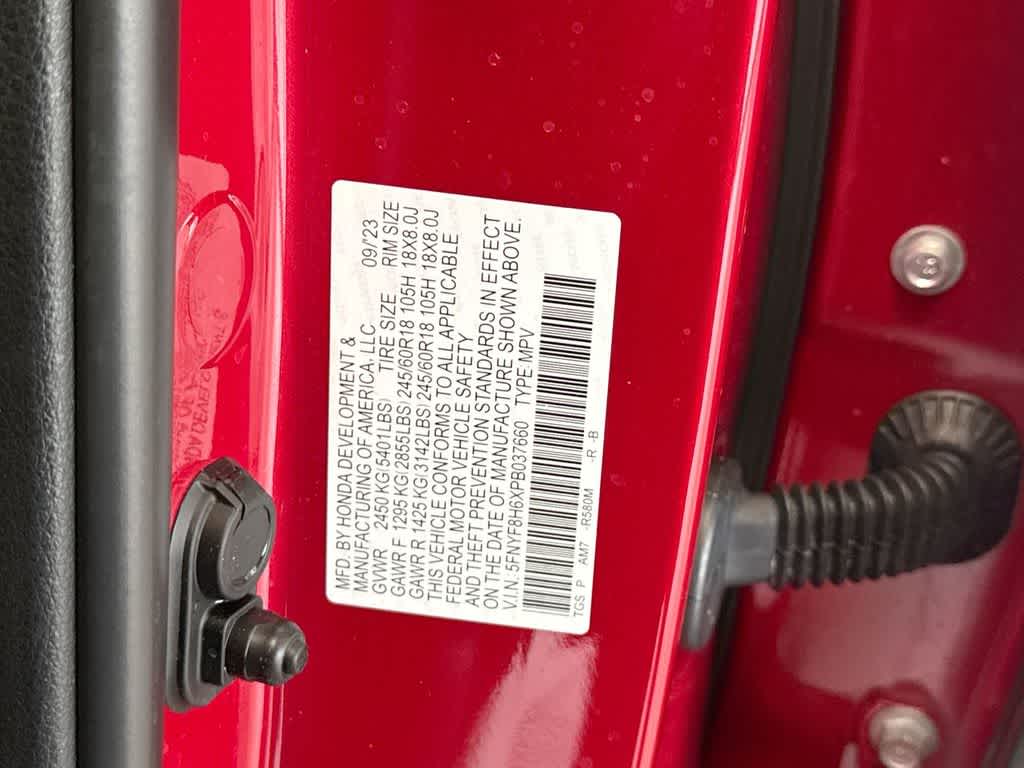 MFD. BY HONDA DEVELOPMENT &
MANUFACTURING OF AMERICA, LLC. 09/'23
GVWR 2450 KG(5401LBS) TIRE SIZE RIM SIZE
GAWR F 1295 KG(2855LBS) 245/60R18 105H 18X8.0J
GAWR R 1425 KG(3142LBS) 245/60R18 105H 18X8.0J
THIS VEHICLE CONFORMS TO ALL APPLICABLE
FEDERAL MOTOR VEHICLE SAFETY
AND THEFT PREVENTION STANDARDS IN EFFECT
ON THE DATE OF MANUFACTURE SHOWN ABOVE.
V.I.N.:5FNYF8H6XPB037660 TYPE:MPV
TGS P AM7 -R580M -R -B